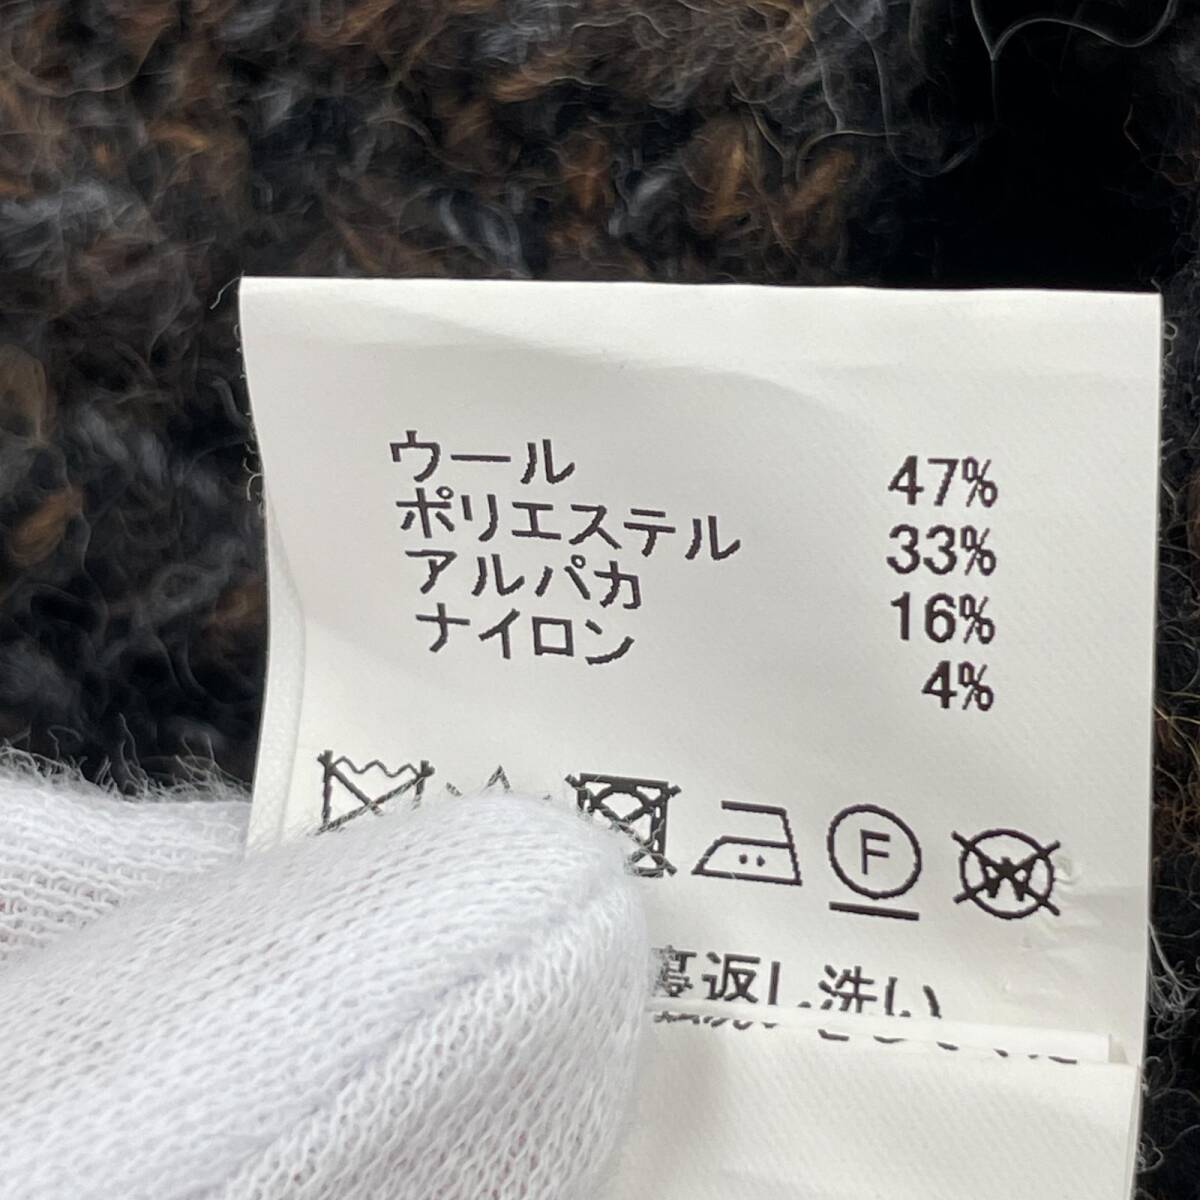 ウール 47%
ポリエステル 33%
アルパカ 16%
ナイロン 4%
F W
裏返し洗い